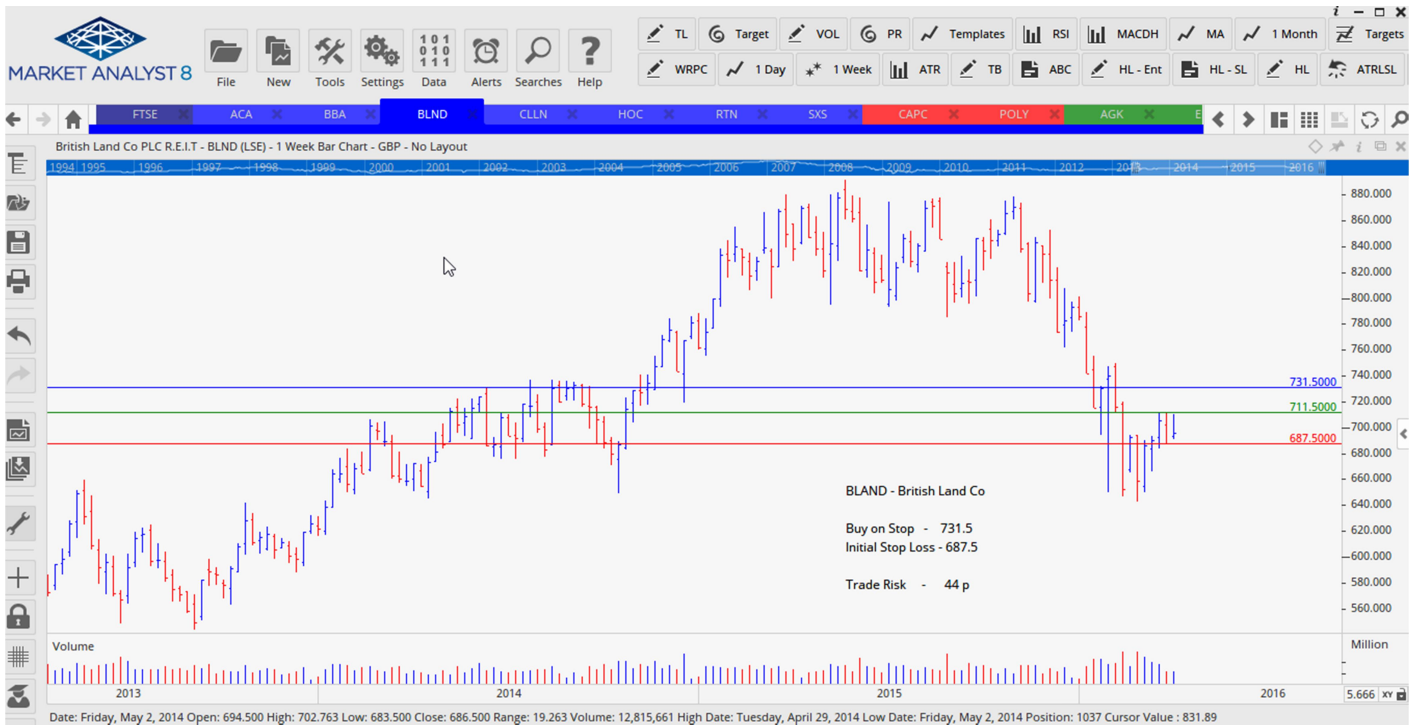 i
MARKET ANALYST 8
File New Tools Settings Data Alerts Searches Help
TL Target VOL PR Templates RSI MACDH MA 1 Month Targets
WRPC 1 Day 1 Week ATR TB ABC HL - Ent HL - SL HL ATRLSL
FTSE ACA BBA BLND CLLN HOC RTN SXS CAPC POLY AGK E
British Land Co PLC R.E.I.T - BLND (LSE) - 1 Week Bar Chart - GBP - No Layout
1994 1995 1996 1997 1998 1999 2000 2001 2002 2003 2004 2005 2006 2007 2008 2009 2010 2011 2012 2013 2014 2015 2016
880.000
860.000
840.000
820.000
800.000
780.000
760.000
740.000
731.5000
720.000
711.5000
700.000
687.5000
680.000
660.000
640.000
620.000
600.000
580.000
560.000
BLAND - British Land Co
Buy on Stop - 731.5
Initial Stop Loss - 687.5
Trade Risk - 44 p
Volume
Million
2013 2014 2015 2016
5.666 XY
Date: Friday, May 2, 2014 Open: 694.500 High: 702.763 Low: 683.500 Close: 686.500 Range: 19.263 Volume: 12,815,661 High Date: Tuesday, April 29, 2014 Low Date: Friday, May 2, 2014 Position: 1037 Cursor Value : 831.89